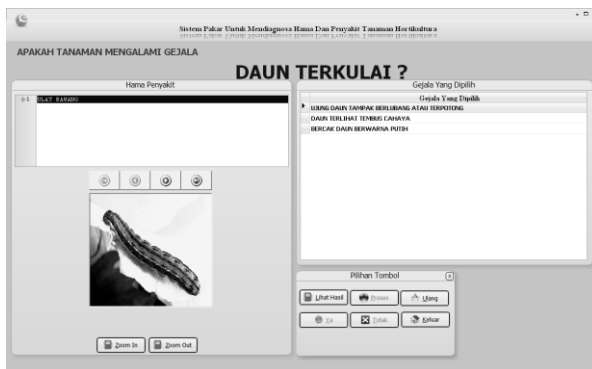 Sistem Pakar Untuk Mendiagnosa Hama Dan Penyakit Tanaman Hortikultura
APAKAH TANAMAN MENGALAMI GEJALA
DAUN TERKULAI ?
Hama Penyakit
ULAT BAWANG
Gejala Yang Dipilih
Gejala Yang Dipilih
UJUNG DAUN TAMPAK BERLUBANG ATAU TERPOTONG
DAUN TERLIHAT TEMBUS CAHAYA
BERCAK DAUN BERWARNA PUTIH
Zoom In
Zoom Out
Pilihan Tombol
Lihat Hasil
Proses
Ulang
Ya
Tidak
Keluar